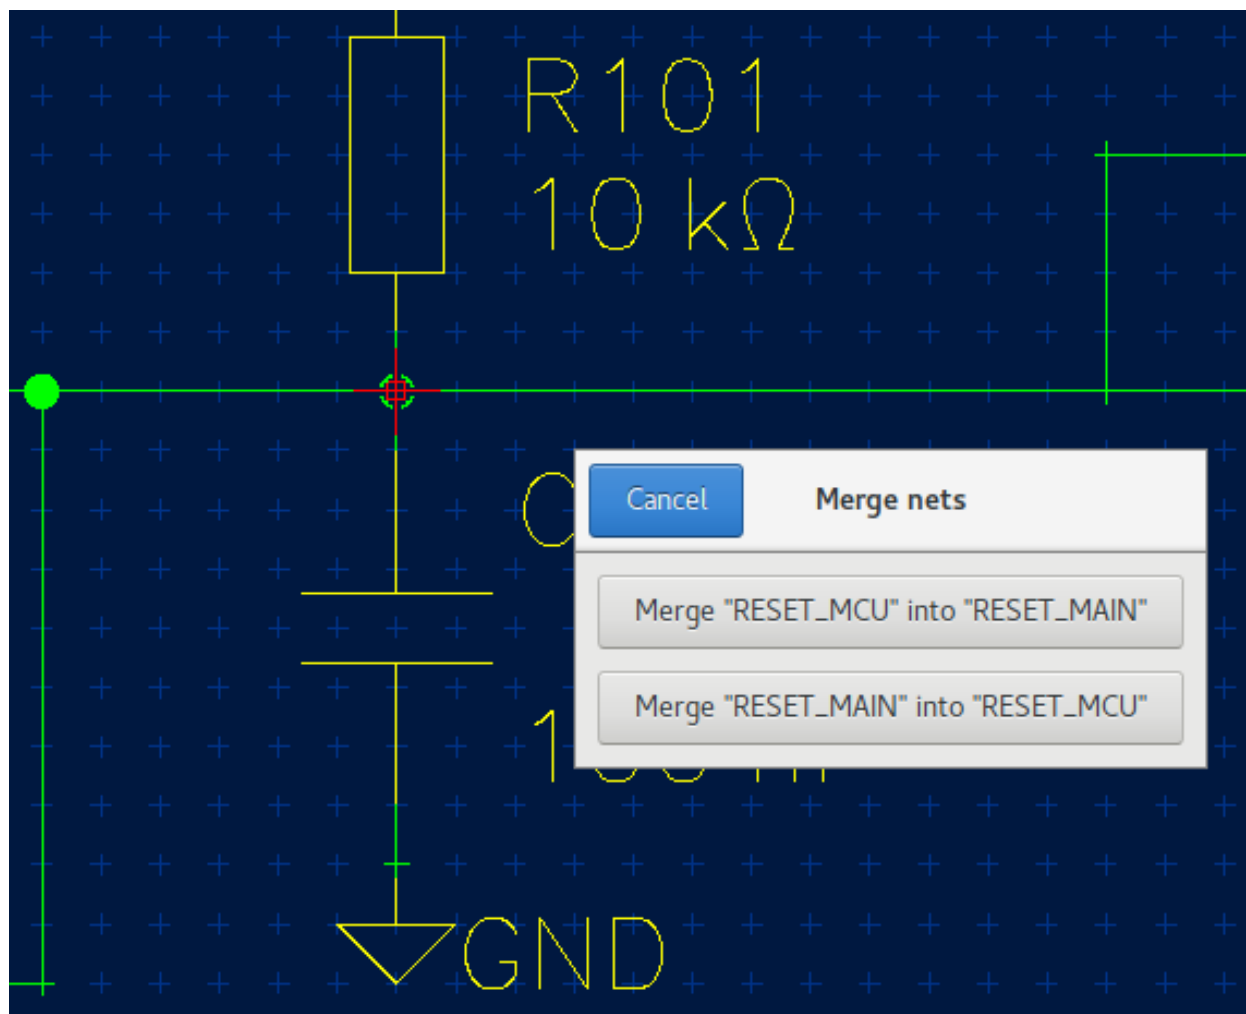 R101
10 kΩ
Cancel
Merge nets
Merge "RESET_MCU" into "RESET_MAIN"
Merge "RESET_MAIN" into "RESET_MCU"
GND